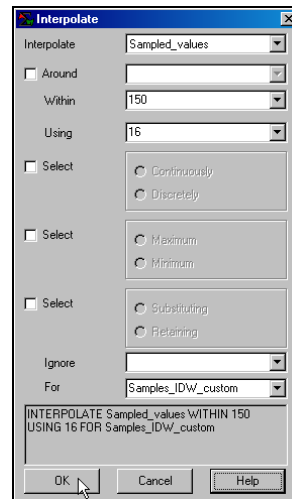 Interpolate
Interpolate Sampled_values
Around
Within 150
Using 16
Select Continuously
Discretely
Select Maximum
Minimum
Select Substituting
Retaining
Ignore
For Samples_IDW_custom
INTERPOLATE Sampled_values WITHIN 150
USING 16 FOR Samples_IDW_custom
OK Cancel Help